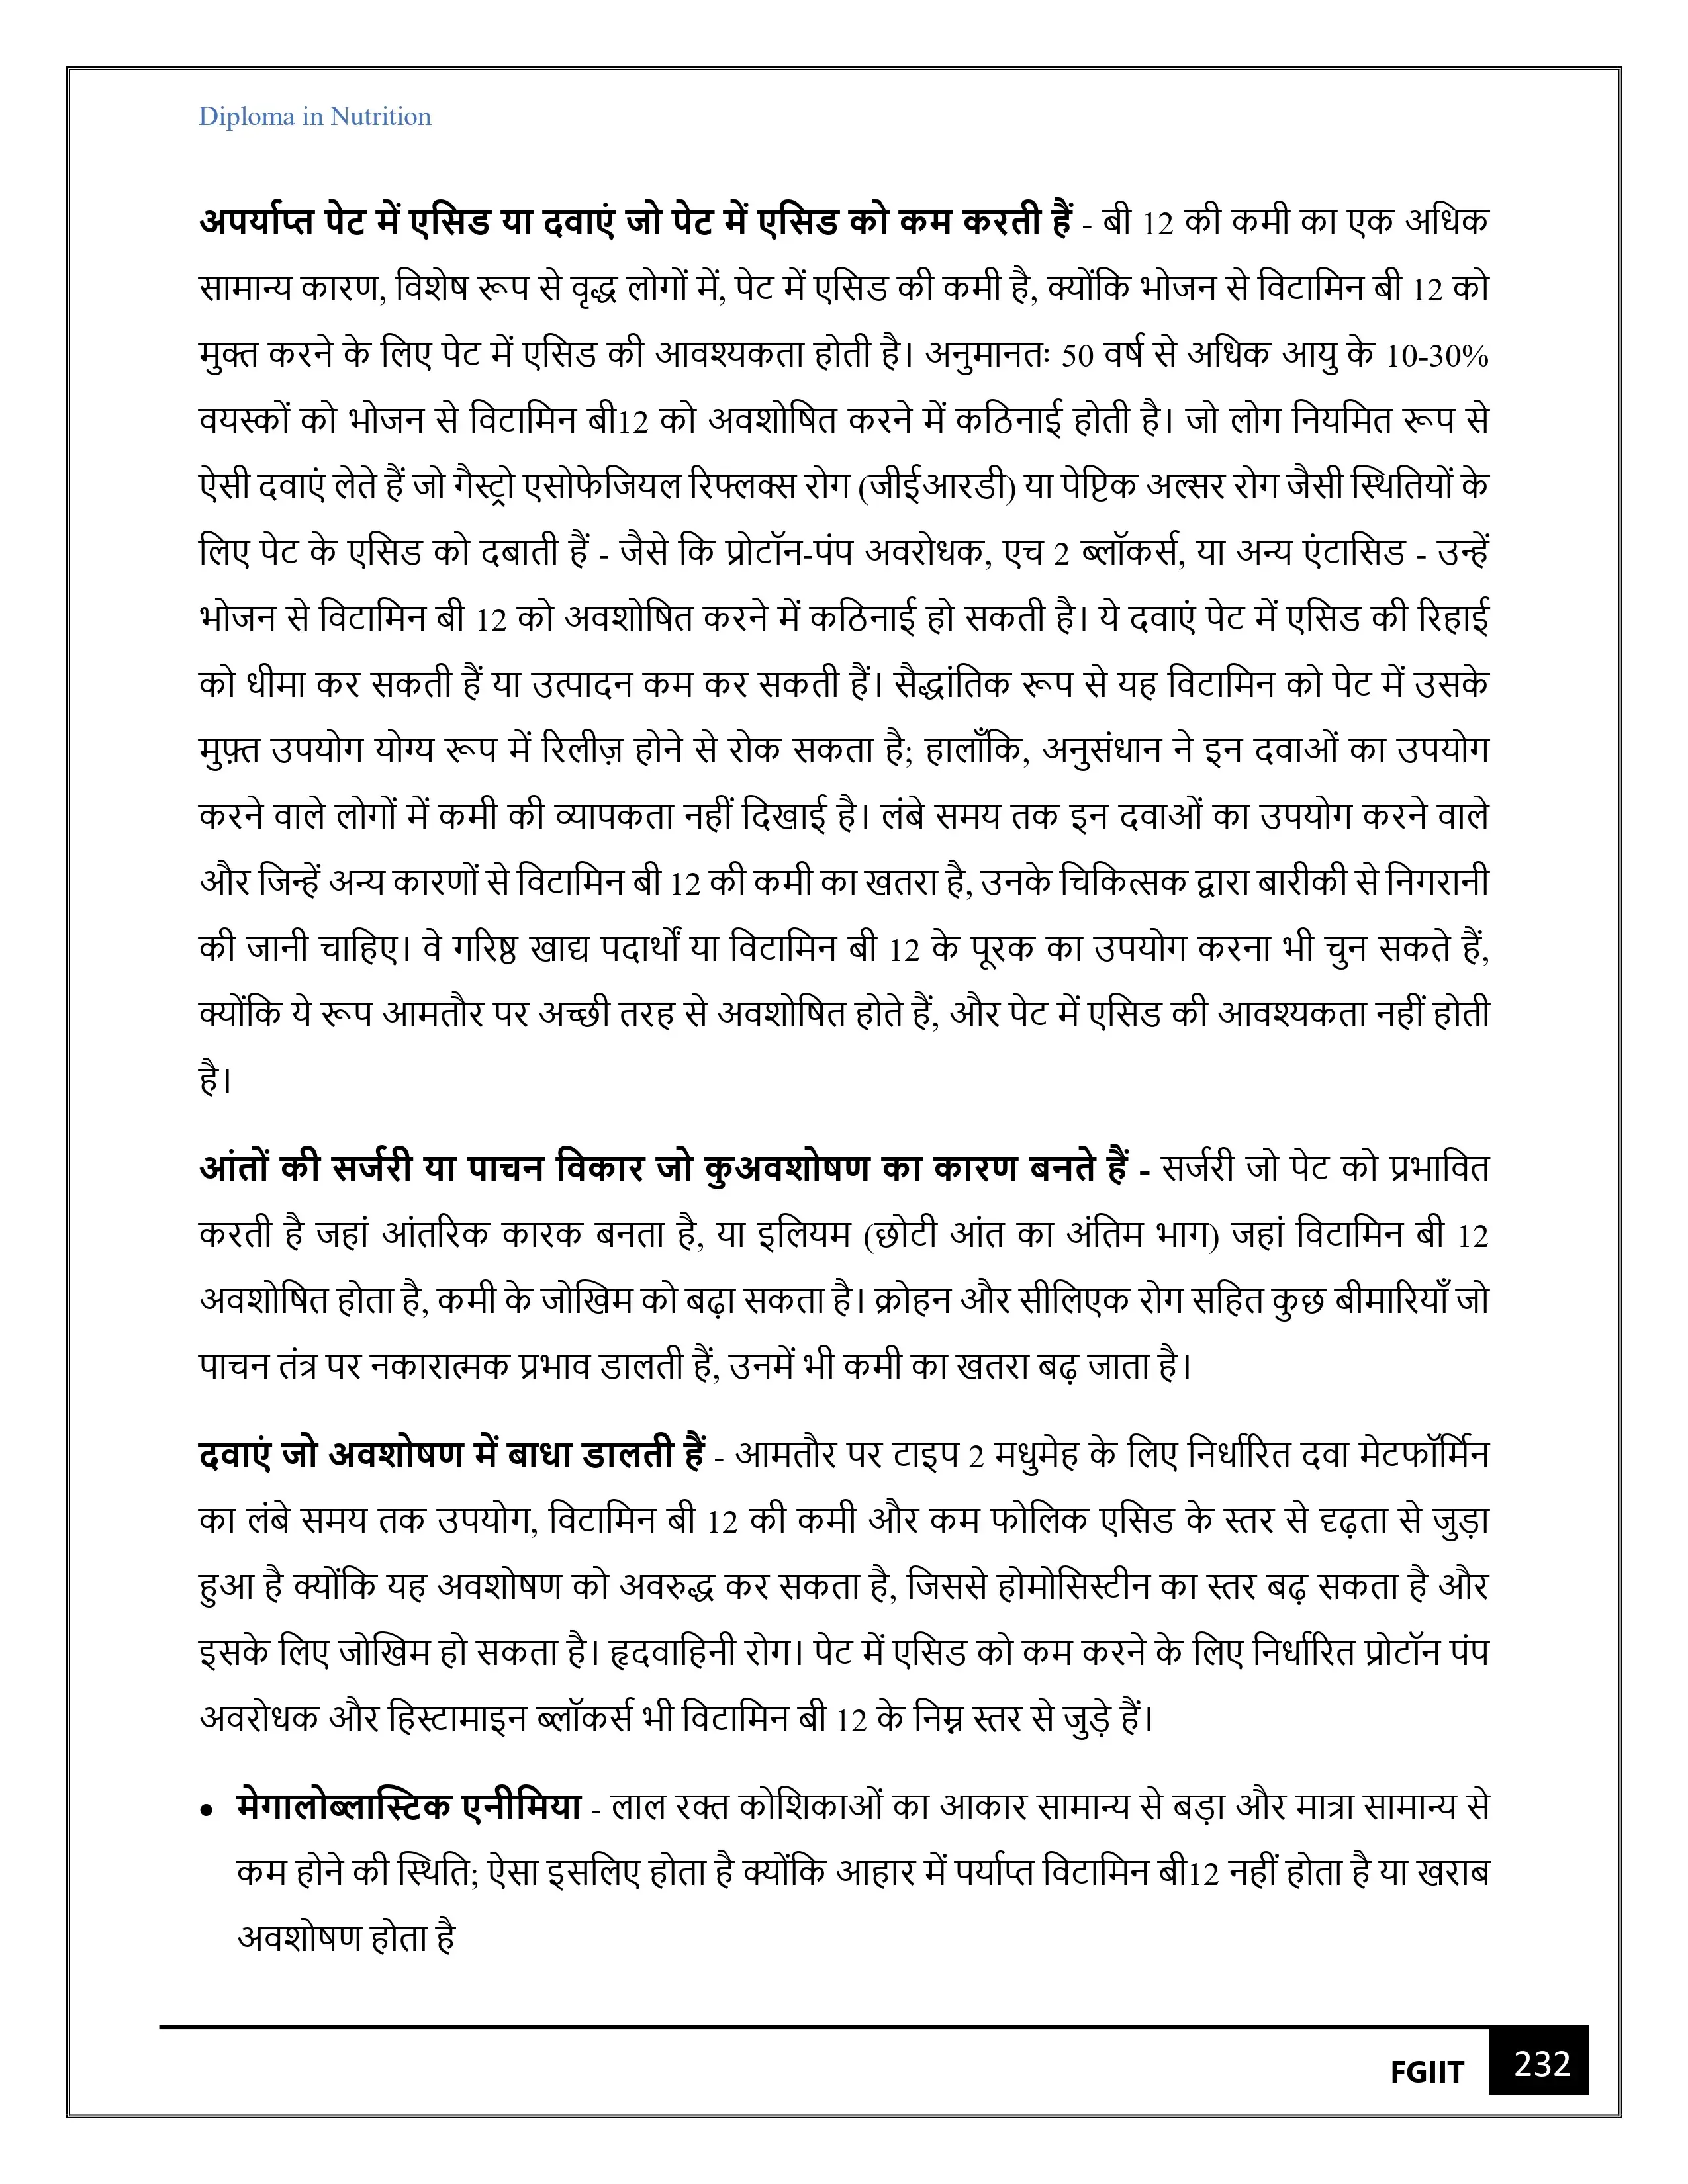 Diploma in Nutrition
अपर्याप्त पेट में एसिड या दवाएं जो पेट में एसिड को कम करती हैं - बी 12 की कमी का एक अधिक
सामान्य कारण, विशेष रूप से वृद्ध लोगों में, पेट में एसिड की कमी है, क्योंकि भोजन से विटामिन बी 12 को
मुक्त करने के लिए पेट में एसिड की आवश्यकता होती है। अनुमानतः 50 वर्ष से अधिक आयु के 10-30%
वयस्कों को भोजन से विटामिन बी12 को अवशोषित करने में कठिनाई होती है। जो लोग नियमित रूप से
ऐसी दवाएं लेते हैं जो गैस्ट्रो एसोफेजियल रिफ्लक्स रोग (जीईआरडी) या पेप्टिक अल्सर रोग जैसी स्थितियों के
लिए पेट के एसिड को दबाती हैं - जैसे कि प्रोटॉन-पंप अवरोधक, एच 2 ब्लॉकर्स, या अन्य एंटासिड - उन्हें
भोजन से विटामिन बी 12 को अवशोषित करने में कठिनाई हो सकती है। ये दवाएं पेट में एसिड की रिहाई
को धीमा कर सकती हैं या उत्पादन कम कर सकती हैं। सैद्धांतिक रूप से यह विटामिन को पेट में उसके
मुफ़्त उपयोग योग्य रूप में रिलीज़ होने से रोक सकता है; हालाँकि, अनुसंधान ने इन दवाओं का उपयोग
करने वाले लोगों में कमी की व्यापकता नहीं दिखाई है। लंबे समय तक इन दवाओं का उपयोग करने वाले
और जिन्हें अन्य कारणों से विटामिन बी 12 की कमी का खतरा है, उनके चिकित्सक द्वारा बारीकी से निगरानी
की जानी चाहिए। वे गरिष्ठ खाद्य पदार्थों या विटामिन बी 12 के पूरक का उपयोग करना भी चुन सकते हैं,
क्योंकि ये रूप आमतौर पर अच्छी तरह से अवशोषित होते हैं, और पेट में एसिड की आवश्यकता नहीं होती
है।
आंतों की सर्जरी या पाचन विकार जो कुअवशोषण का कारण बनते हैं - सर्जरी जो पेट को प्रभावित
करती है जहां आंतरिक कारक बनता है, या इलियम (छोटी आंत का अंतिम भाग) जहां विटामिन बी 12
अवशोषित होता है, कमी के जोखिम को बढ़ा सकता है। क्रोहन और सीलिएक रोग सहित कुछ बीमारियाँ जो
पाचन तंत्र पर नकारात्मक प्रभाव डालती हैं, उनमें भी कमी का खतरा बढ़ जाता है।
दवाएं जो अवशोषण में बाधा डालती हैं - आमतौर पर टाइप 2 मधुमेह के लिए निर्धारित दवा मेटफॉर्मिन
का लंबे समय तक उपयोग, विटामिन बी 12 की कमी और कम फोलिक एसिड के स्तर से दृढ़ता से जुड़ा
हुआ है क्योंकि यह अवशोषण को अवरुद्ध कर सकता है, जिससे होमोसिस्टीन का स्तर बढ़ सकता है और
इसके लिए जोखिम हो सकता है। हृदवाहिनी रोग। पेट में एसिड को कम करने के लिए निर्धारित प्रोटॉन पंप
अवरोधक और हिस्टामाइन ब्लॉकर्स भी विटामिन बी 12 के निम्न स्तर से जुड़े हैं।
• मेगालोब्लास्टिक एनीमिया - लाल रक्त कोशिकाओं का आकार सामान्य से बड़ा और मात्रा सामान्य से
कम होने की स्थिति; ऐसा इसलिए होता है क्योंकि आहार में पर्याप्त विटामिन बी12 नहीं होता है या खराब
अवशोषण होता है
FGIIT 232